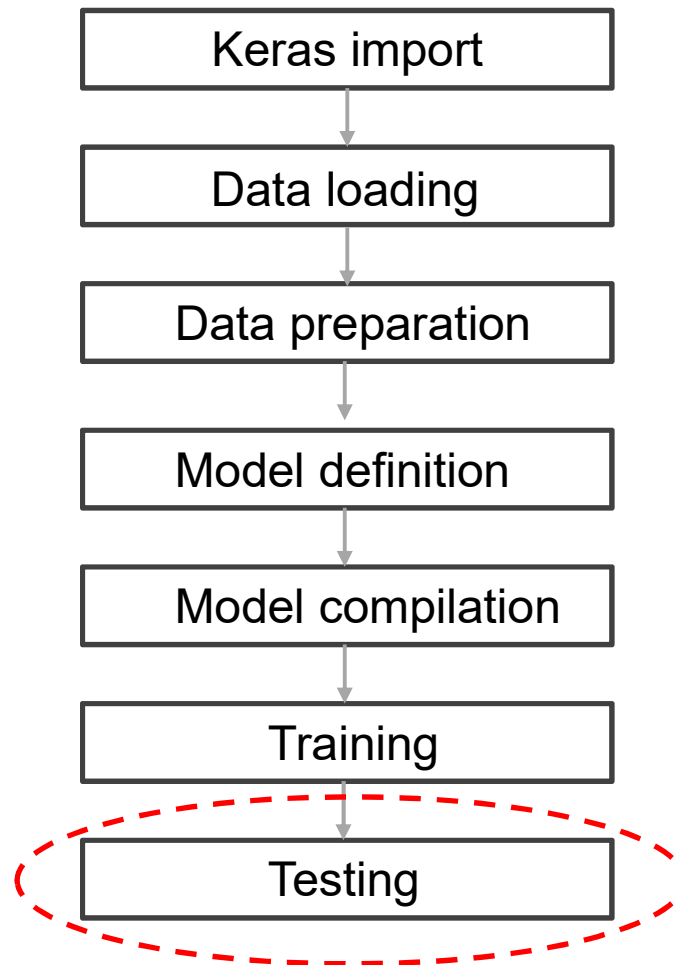 Keras import
Data loading
Data preparation
Model definition
Model compilation
Training
Testing